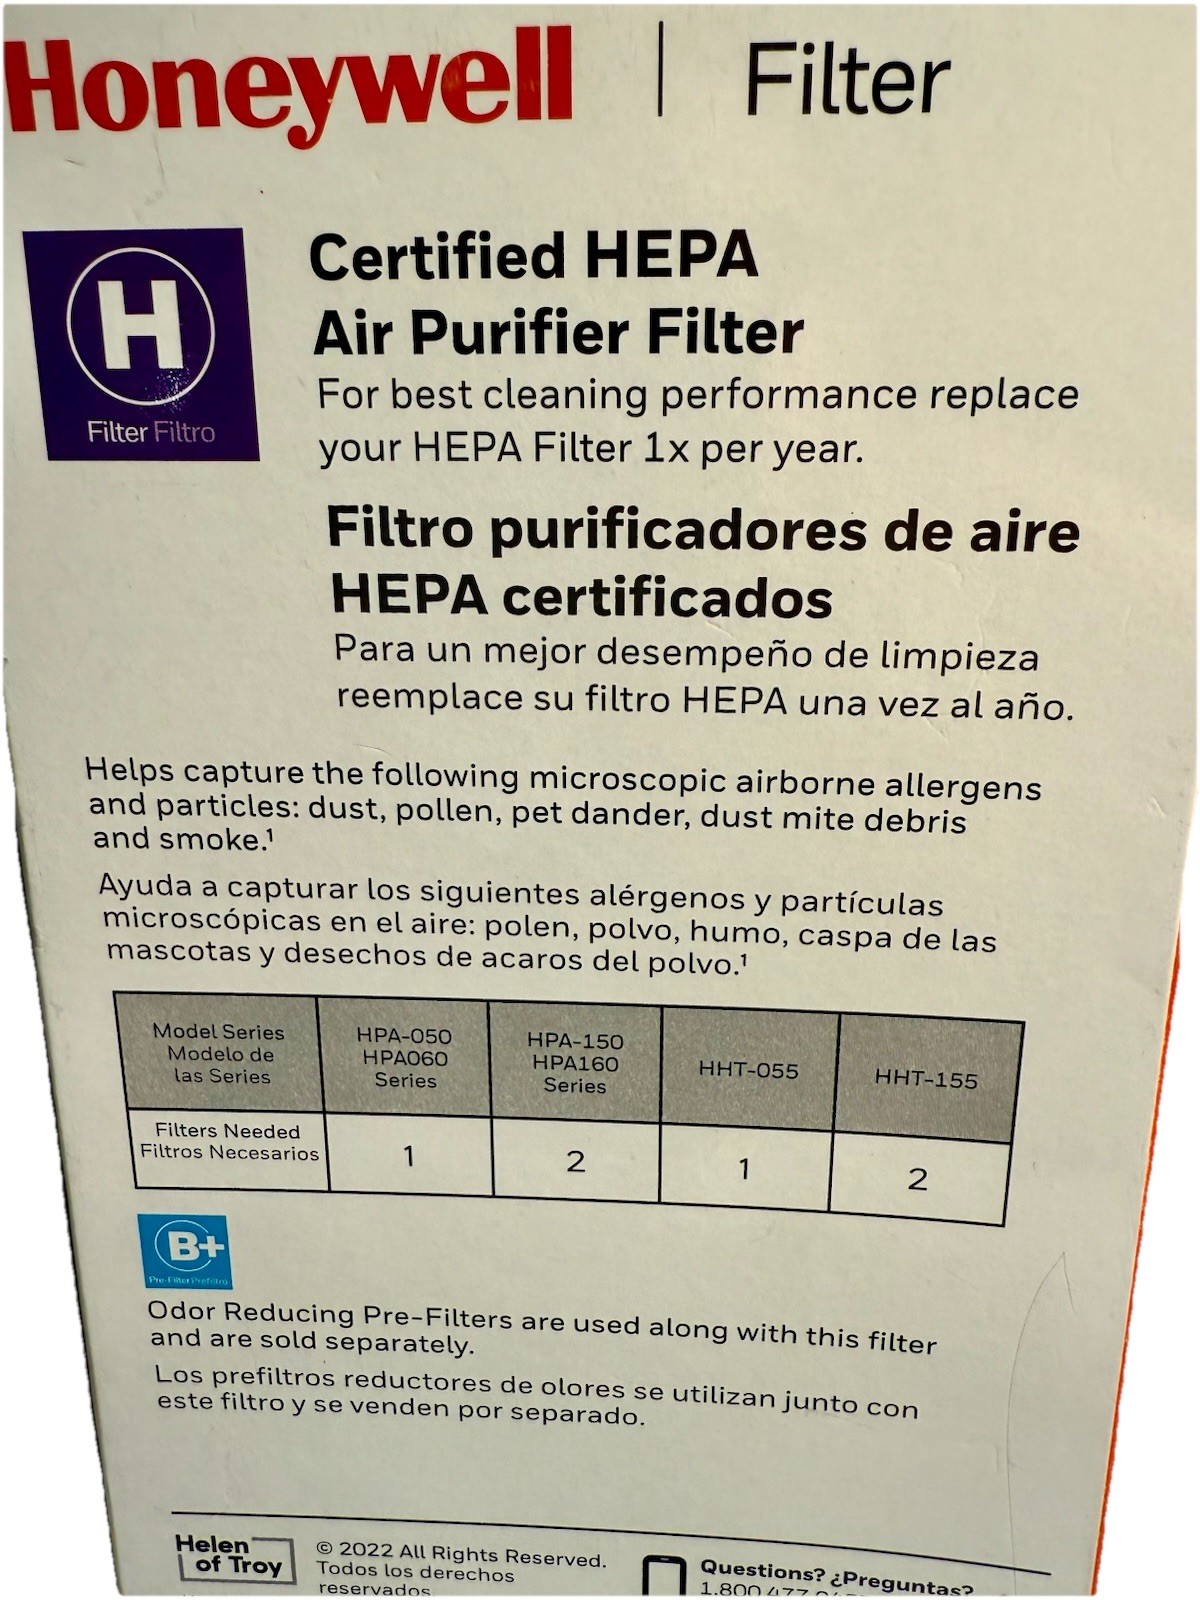 Honeywell | Filter
H
Filter Filtro
Certified HEPA
Air Purifier Filter
For best cleaning performance replace
your HEPA Filter 1x per year.
Filtro purificadores de aire
HEPA certificados
Para un mejor desempeño de limpieza
reemplace su filtro HEPA una vez al año.
Helps capture the following microscopic airborne allergens
and particles: dust, pollen, pet dander, dust mite debris
and smoke.¹
Ayuda a capturar los siguientes alérgenos y partículas
microscópicas en el aire: polen, polvo, humo, caspa de las
mascotas y desechos de acaros del polvo.¹
Model Series
Modelo de
las Series
HPA-050
HPA060
Series
HPA-150
HPA160
Series
HHT-055
HHT-155
Filters Needed
Filtros Necesarios
1
2
1
2
B+
Pre-Filter Prefiltro
Odor Reducing Pre-Filters are used along with this filter
and are sold separately.
Los prefiltros reductores de olores se utilizan junto con
este filtro y se venden por separado.
Helen
of Troy
© 2022 All Rights Reserved.
Todos los derechos
reservados
Questions? ¿Preguntas?
1.800.477